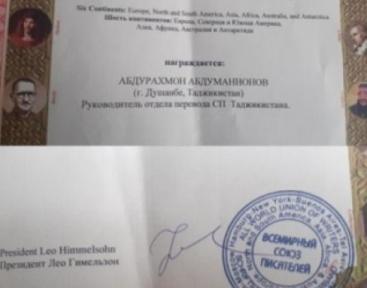 Six Continents: Europe, North and South America, Asia, Africa, Australia, and Antarctica
Шесть континентов: Европа, Северная и Южная Америка,
Азия, Африка, Австралия и Антарктида
награждается:
АБДУРАХМОН АБДУМАННОНОВ
(г. Душанбе, Таджикистан)
Руководитель отдела перевода СП Таджикистана.
President Leo Himmelsohn
Президент Лео Гимельзон
ВСЕМИРНЫЙ
СОЮЗ
ПИСАТЕЛЕЙ